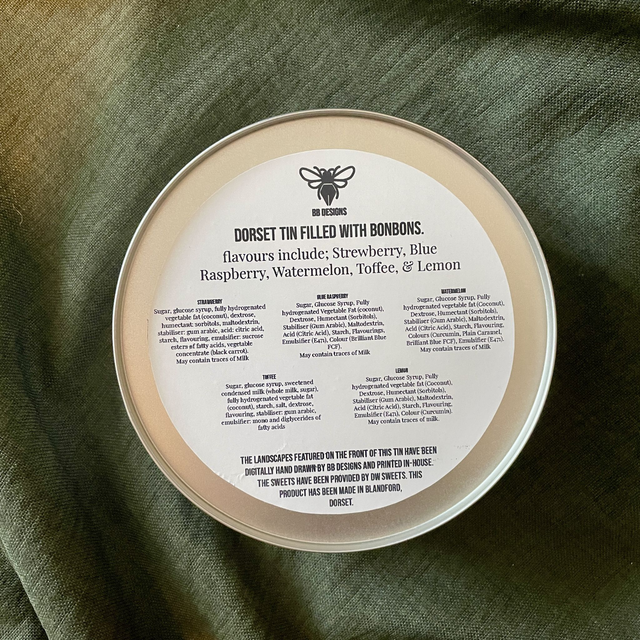 BB DESIGNS
DORSET TIN FILLED WITH BONBONS.
flavours include; Strewberry, Blue
Raspberry, Watermelon, Toffee, & Lemon
STRAWBERRY
Sugar, glucose syrup, fully hydrogenated
vegetable fat (coconut), dextrose,
humectant: sorbitols, maltodextrin,
stabiliser: gum arabic, acid: citric acid,
starch, flavouring, emulsifier: sucrose
esters of fatty acids, vegetable
concentrate (black carrot).
May contain traces of Milk
BLUE RASPBERRY
Sugar, Glucose Syrup, Fully
hydrogenated Vegetable Fat (coconut),
Dextrose, Humectant (Sorbitols),
Stabiliser (Gum Arabic), Maltodextrin,
Acid (Citric Acid), Starch, Flavourings,
Emulsifier (E471), Colour (Brilliant Blue
FCF).
May contain traces of Milk
WATERMELON
Sugar, Glucose Syrup, Fully
hydrogenated vegetable fat (Coconut),
Dextrose, Humectant (Sorbitols),
Stabiliser (Gum Arabic), Maltodextrin,
Acid (Citric Acid), Starch, Flavouring,
Colours (Curcumin, Plain Caramel,
Brilliant Blue FCF), Emulsifier (E471).
May contain traces of Milk
TOFFEE
Sugar, glucose syrup, sweetened
condensed milk (whole milk, sugar),
fully hydrogenated vegetable fat
(coconut), starch, salt, dextrose,
flavouring, stabiliser: gum arabic,
emulsifier: mono and diglycerides of
fatty acids
LEMON
Sugar, Glucose Syrup, Fully
hydrogenated vegetable fat (Coconut),
Dextrose, Humectant (Sorbitols),
Stabiliser (Gum Arabic), Maltodextrin,
Acid (Citric Acid), Starch, Flavouring,
Emulsifier (E471), Colour (Curcumin).
May contain traces of milk.
THE LANDSCAPES FEATURED ON THE FRONT OF THIS TIN HAVE BEEN
DIGITALLY HAND DRAWN BY BB DESIGNS AND PRINTED IN-HOUSE.
THE SWEETS HAVE BEEN PROVIDED BY DW SWEETS. THIS
PRODUCT HAS BEEN MADE IN BLANDFORD,
DORSET.